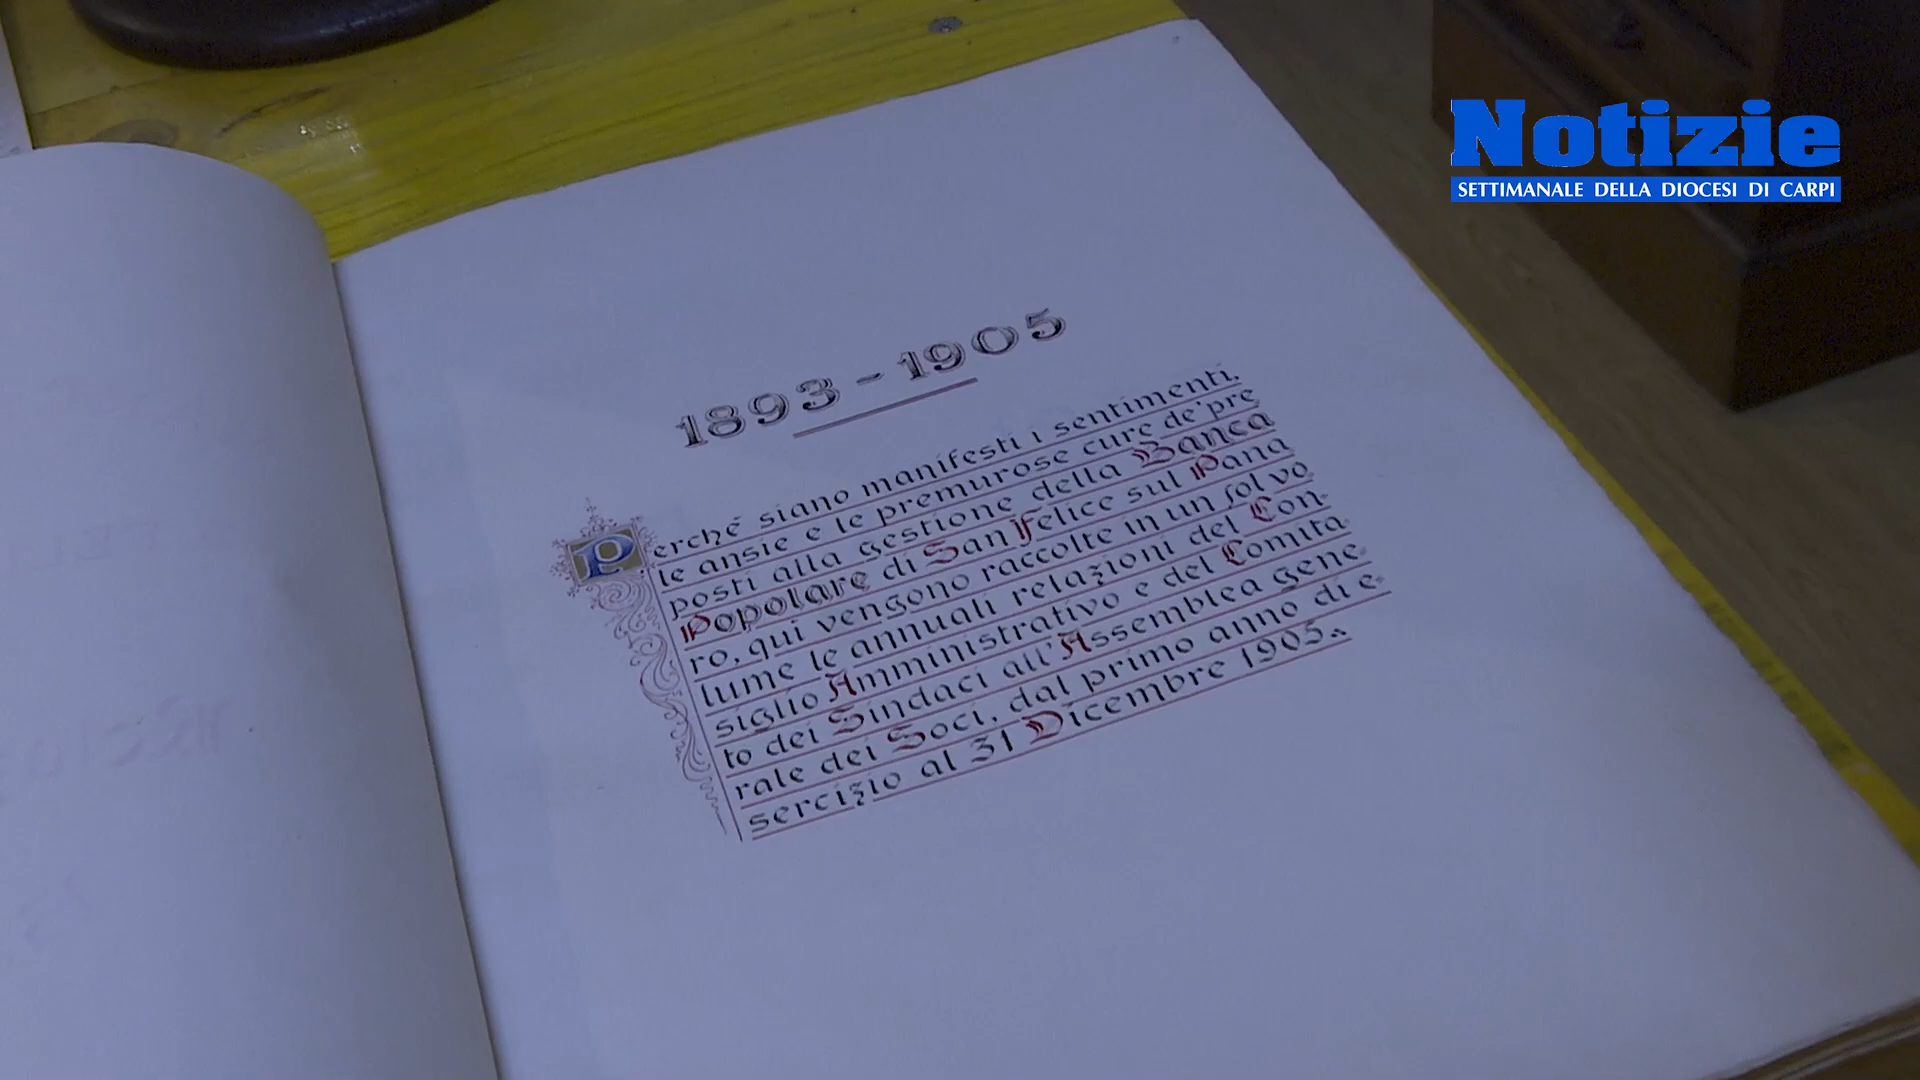 Notizie
SETTIMANALE DELLA DIOCESI DI CARPI
1893-1905
Perché siano manifesti i sentimenti,
le ansie e le premurose cure de'pre
posti alla gestione della Banca
Popolare di San Felice sul Pana
ro, qui vengono raccolte in un sol vo
lume le annuali relazioni del Con-
siglio Amministrativo e del Comita-
to dei Sindaci all'Assemblea gene-
rale dei Soci, dal primo anno di e-
sercizio al 31 Dicembre 1905.